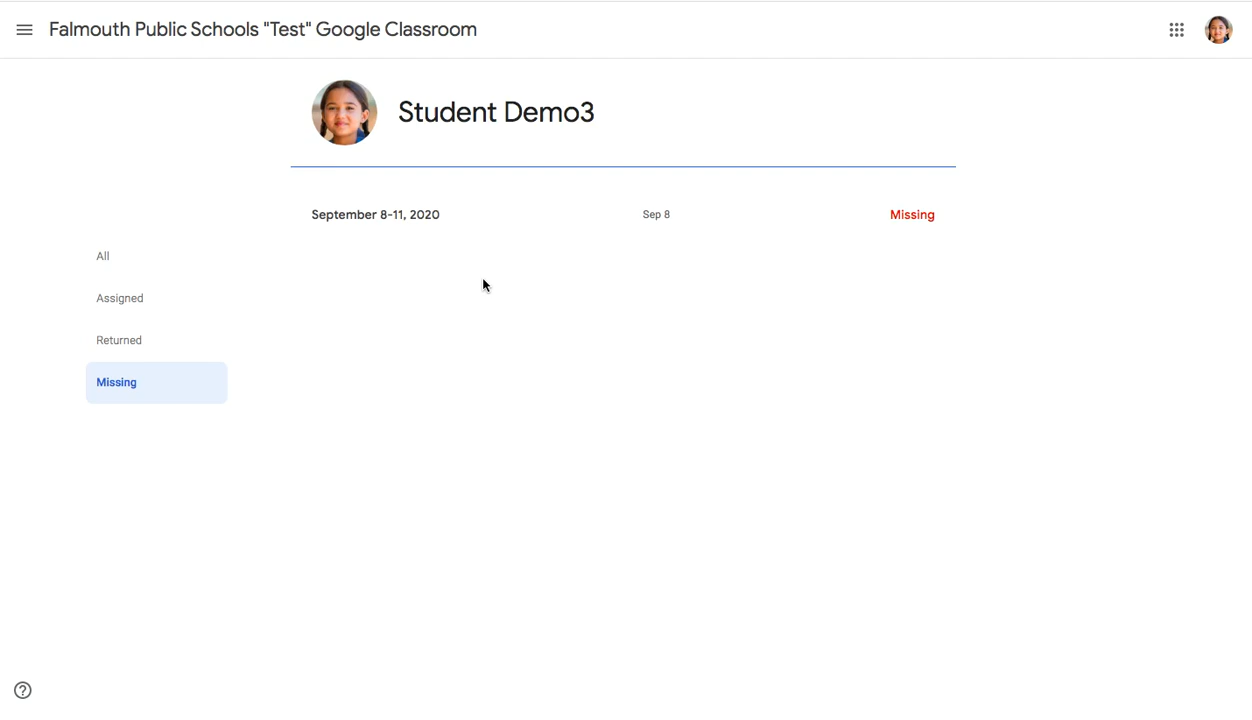 Falmouth Public Schools "Test" Google Classroom
Student Demo3
September 8-11, 2020 Sep 8 Missing
All
Assigned
Returned
Missing